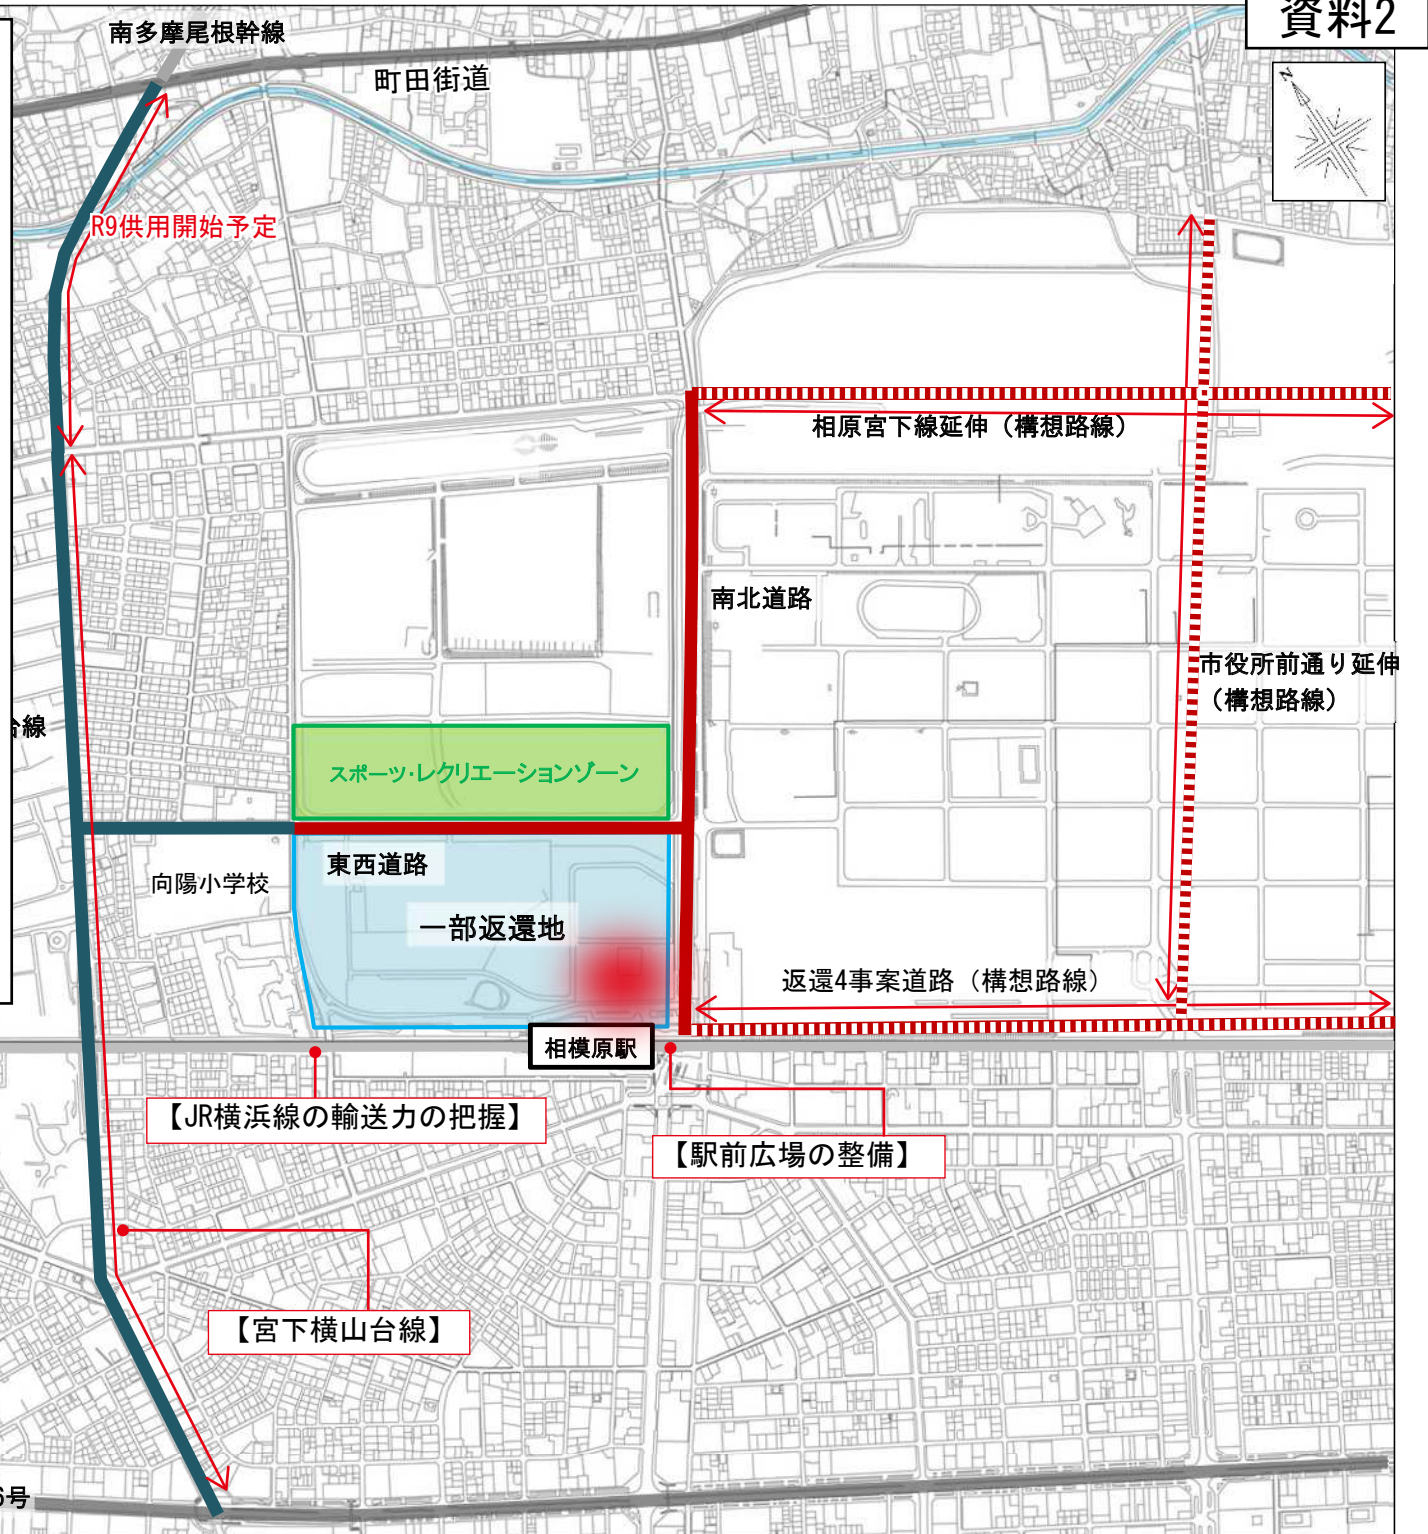 資料2
南多摩尾根幹線
町田街道
N
R9供用開始予定
相原宮下線延伸（構想路線）
南北道路
市役所前通り延伸
（構想路線）
台線
スポーツ・レクリエーションゾーン
東西道路
向陽小学校
一部返還地
返還4事案道路（構想路線）
相模原駅
【JR横浜線の輸送力の把握】
【駅前広場の整備】
【宮下横山台線】
6号